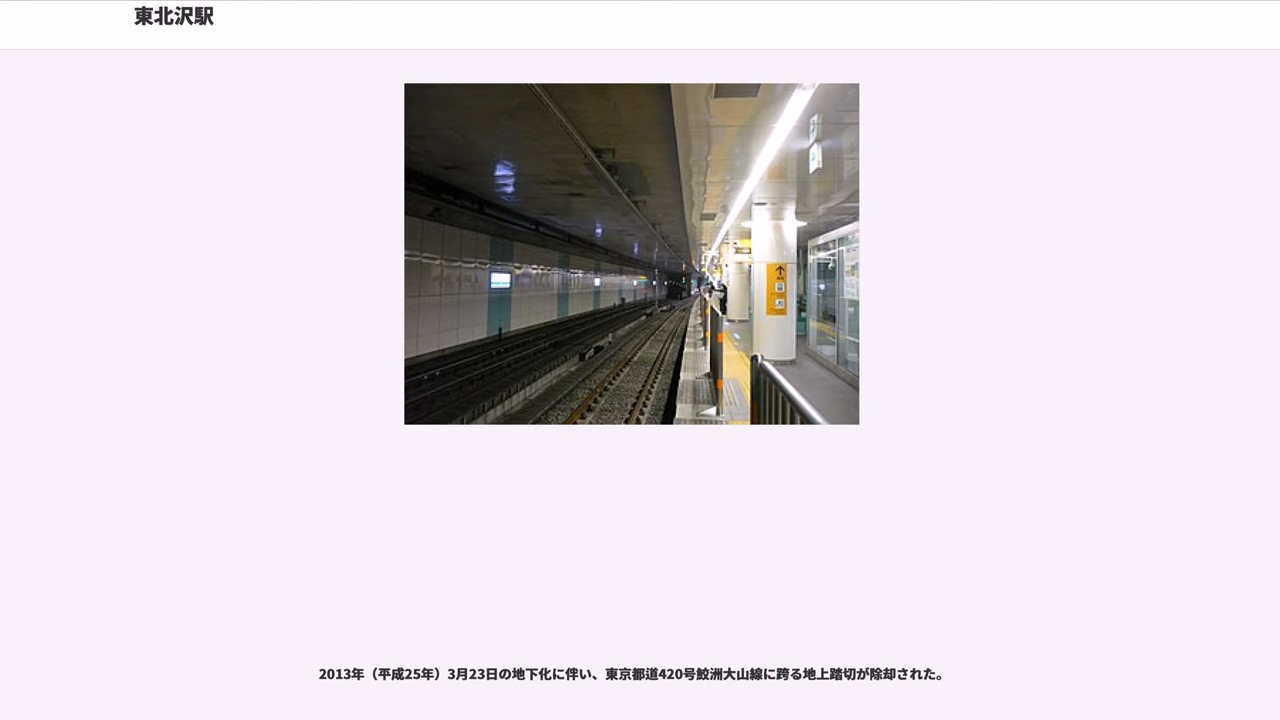 東北沢駅
2013年（平成25年）3月23日の地下化に伴い、東京都道420号鮫洲大山線に跨る地上踏切が除却された。